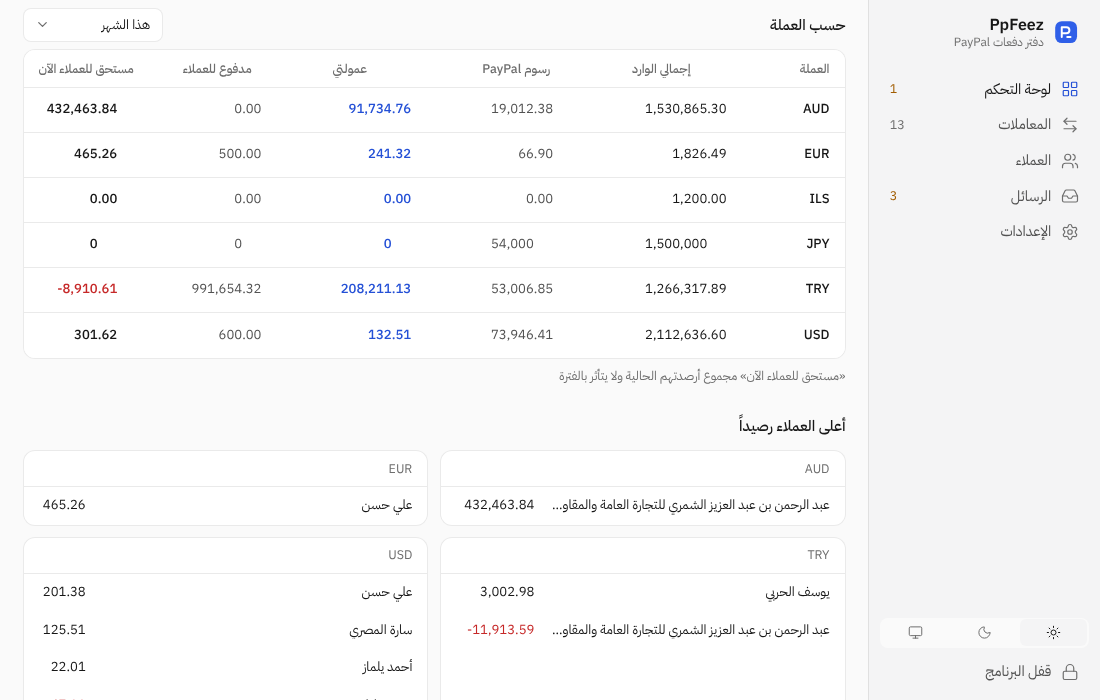 PpFeez
دفتر دفعات PayPal
لوحة التحكم 1
المعاملات 13
العملاء
الرسائل 3
الإعدادات
قفل البرنامج
حسب العملة
هذا الشهر
العملة إجمالي الوارد رسوم PayPal عمولتي مدفوع للعملاء مستحق للعملاء الآن
AUD 1,530,865.30 19,012.38 91,734.76 0.00 432,463.84
EUR 1,826.49 66.90 241.32 500.00 465.26
ILS 1,200.00 0.00 0.00 0.00 0.00
JPY 1,500,000 54,000 0 0 0
TRY 1,266,317.89 53,006.85 208,211.13 991,654.32 -8,910.61
USD 2,112,636.60 73,946.41 132.51 600.00 301.62
«مستحق للعملاء الآن» مجموع أرصدتهم الحالية ولا يتأثر بالفترة
أعلى العملاء رصيداً
AUD
عبد الرحمن بن عبد العزيز الشمري للتجارة العامة والمقاو... 432,463.84
EUR
علي حسن 465.26
TRY
يوسف الحربي 3,002.98
عبد الرحمن بن عبد العزيز الشمري للتجارة العامة والمقاو... -11,913.59
USD
علي حسن 201.38
سارة المصري 125.51
أحمد يلماز 22.01